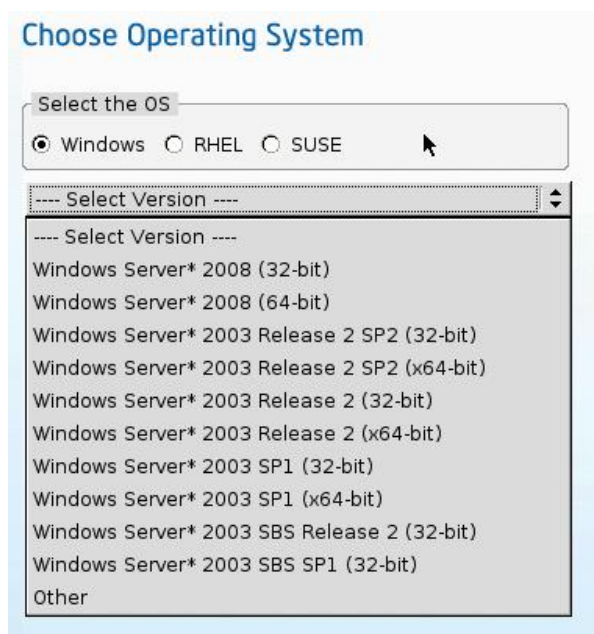 Choose Operating System
Select the OS
Windows RHEL SUSE
---- Select Version ----
---- Select Version ----
Windows Server* 2008 (32-bit)
Windows Server* 2008 (64-bit)
Windows Server* 2003 Release 2 SP2 (32-bit)
Windows Server* 2003 Release 2 SP2 (x64-bit)
Windows Server* 2003 Release 2 (32-bit)
Windows Server* 2003 Release 2 (x64-bit)
Windows Server* 2003 SP1 (32-bit)
Windows Server* 2003 SP1 (x64-bit)
Windows Server* 2003 SBS Release 2 (32-bit)
Windows Server* 2003 SBS SP1 (32-bit)
Other